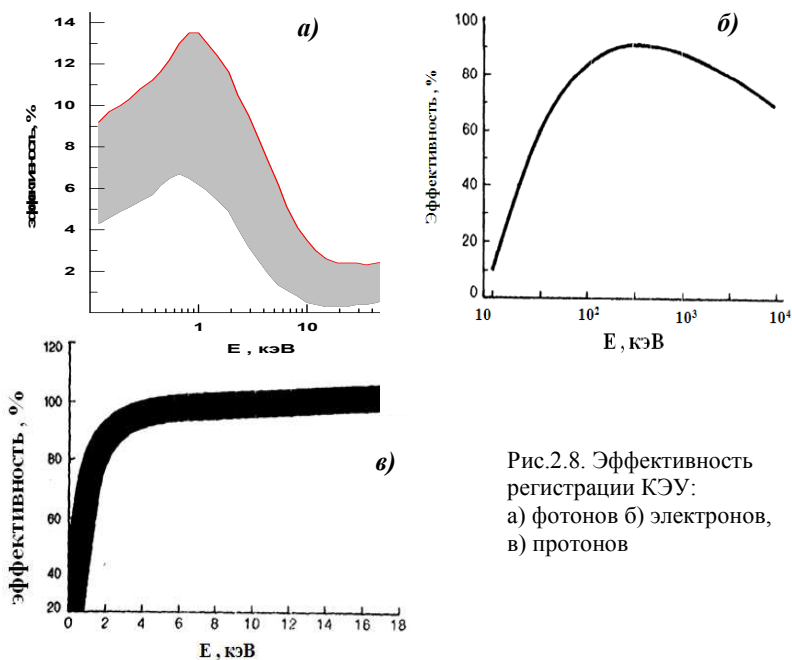 а)
14
12
10
8
6
4
2
эффективность, %
1
10
Е , кэВ
б)
100
80
60
40
20
0
Эффективность , %
10
10²
10³
10⁴
Е , кэВ
в)
120
100
80
60
40
20
эффективность , %
0 2 4 6 8 10 12 14 16 18
Е , кэВ
Рис.2.8. Эффективность
регистрации КЭУ:
а) фотонов б) электронов,
в) протонов